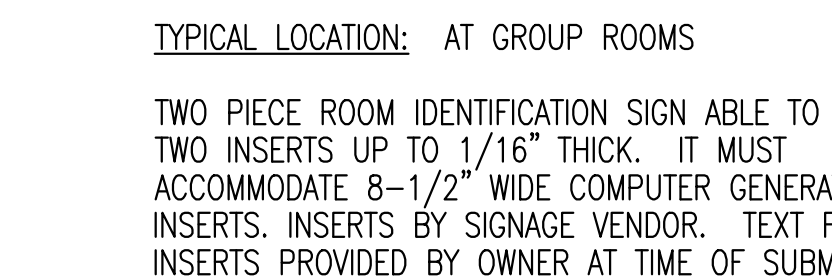 TYPICAL LOCATION: AT GROUP ROOMS
TWO PIECE ROOM IDENTIFICATION SIGN ABLE TO
TWO INSERTS UP TO 1/16” THICK. IT MUST
ACCOMMODATE 8-1/2” WIDE COMPUTER
INSERTS. INSERTS BY SIGNAGE VENDOR. TEXT
INSERTS PROVIDED BY OWNER AT TIME OF